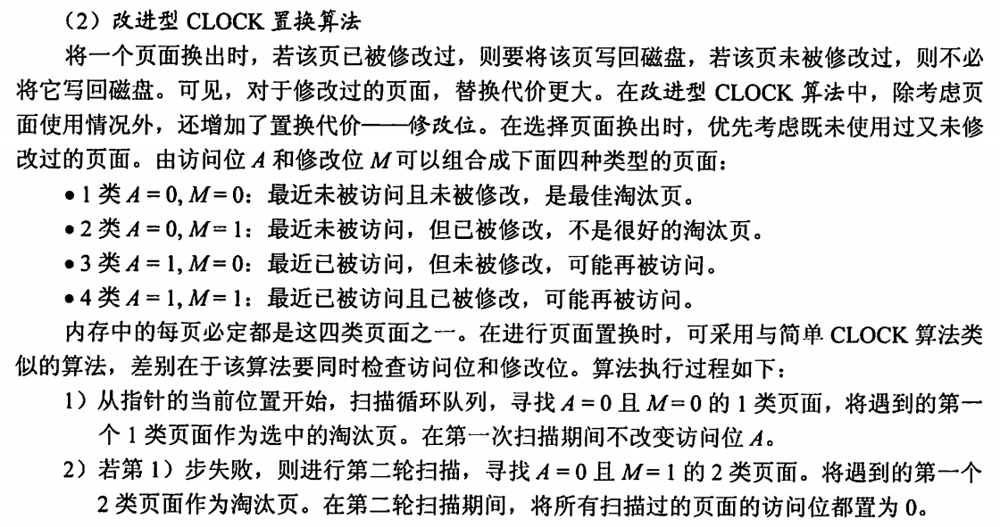 （2）改进型 CLOCK 置换算法
将一个页面换出时，若该页已被修改过，则要将该页写回磁盘，若该页未被修改过，则不必
将它写回磁盘。可见，对于修改过的页面，替换代价更大。在改进型 CLOCK 算法中，除考虑页
面使用情况外，还增加了置换代价——修改位。在选择页面换出时，优先考虑既未使用过又未修
改过的页面。由访问位 A 和修改位 M 可以组合成下面四种类型的页面：
●1 类 A = 0, M = 0：最近未被访问且未被修改，是最佳淘汰页。
●2 类 A = 0, M = 1：最近未被访问，但已被修改，不是很好的淘汰页。
●3 类 A = 1, M = 0：最近已被访问，但未被修改，可能再被访问。
●4 类 A = 1, M = 1：最近已被访问且已被修改，可能再被访问。
内存中的每页必定都是这四类页面之一。在进行页面置换时，可采用与简单 CLOCK 算法类
似的算法，差别在于该算法要同时检查访问位和修改位。算法执行过程如下：
1）从指针的当前位置开始，扫描循环队列，寻找 A = 0 且 M = 0 的 1 类页面，将遇到的第一
个 1 类页面作为选中的淘汰页。在第一次扫描期间不改变访问位 A。
2）若第 1）步失败，则进行第二轮扫描，寻找 A = 0 且 M = 1 的 2 类页面。将遇到的第一个
2 类页面作为淘汰页。在第二轮扫描期间，将所有扫描过的页面的访问位都置为 0。